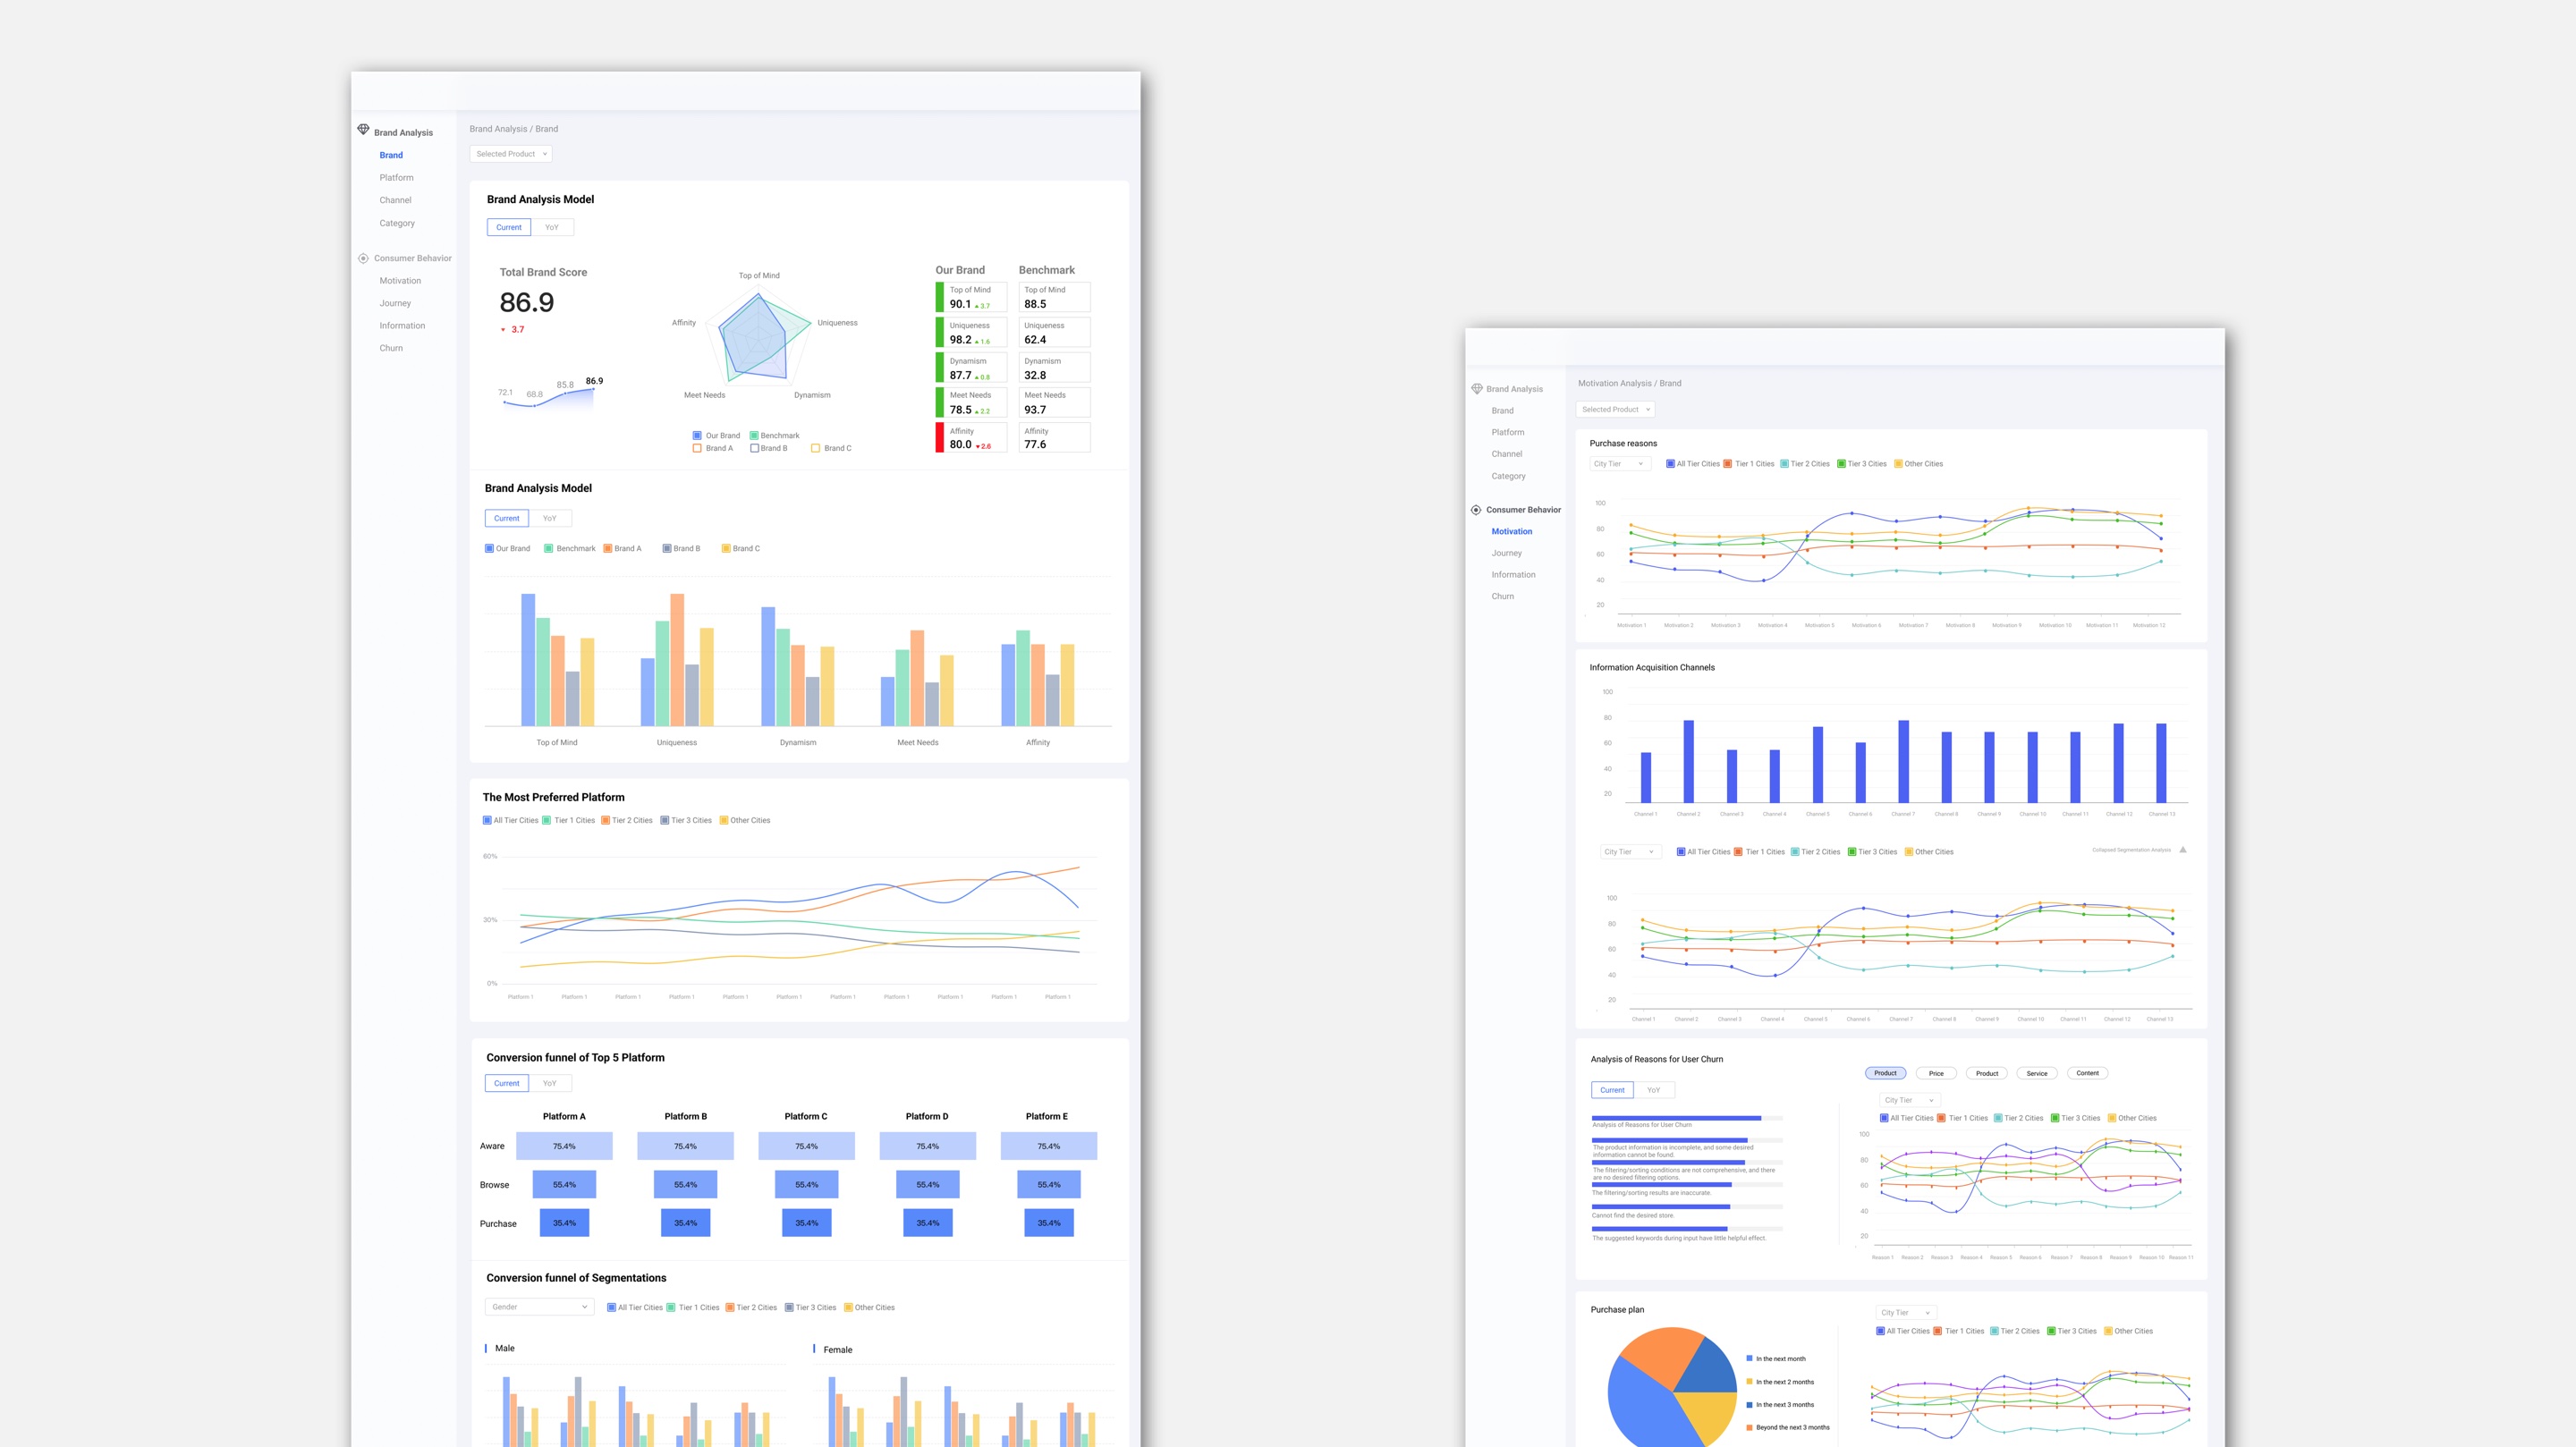 Brand Analysis
Brand
Platform
Channel
Category
Consumer Behavior
Motivation
Journey
Information
Churn
Brand Analysis / Brand
Selected Product
Brand Analysis Model
Current YoY
Total Brand Score
86.9
3.7
72.1 68.8 85.8 86.9
Top of Mind
Affinity Uniqueness
Meet Needs Dynamism
Our Brand Benchmark
Brand A Brand B Brand C
Our Brand Benchmark
Top of Mind Top of Mind
90.1 3.7 88.5
Uniqueness Uniqueness
98.2 1.6 62.4
Dynamism Dynamism
87.7 0.8 32.8
Meet Needs Meet Needs
78.5 2.2 93.7
Affinity Affinity
80.0 2.6 77.6
Brand Analysis Model
Current YoY
Our Brand Benchmark Brand A Brand B Brand C
Top of Mind Uniqueness Dynamism Meet Needs Affinity
The Most Preferred Platform
All Tier Cities Tier 1 Cities Tier 2 Cities Tier 3 Cities Other Cities
60%
30%
0%
Platform 1 Platform 1 Platform 1 Platform 1 Platform 1 Platform 1 Platform 1 Platform 1 Platform 1 Platform 1 Platform 1
Conversion funnel of Top 5 Platform
Current YoY
Platform A Platform B Platform C Platform D Platform E
Aware 75.4% 75.4% 75.4% 75.4% 75.4%
Browse 55.4% 55.4% 55.4% 55.4% 55.4%
Purchase 35.4% 35.4% 35.4% 35.4% 35.4%
Conversion funnel of Segmentations
Gender All Tier Cities Tier 1 Cities Tier 2 Cities Tier 3 Cities Other Cities
Male Female
Brand Analysis
Brand
Platform
Channel
Category
Consumer Behavior
Motivation
Journey
Information
Churn
Motivation Analysis / Brand
Selected Product
Purchase reasons
City Tier All Tier Cities Tier 1 Cities Tier 2 Cities Tier 3 Cities Other Cities
100
80
60
40
20
Motivation 1 Motivation 2 Motivation 3 Motivation 4 Motivation 5 Motivation 6 Motivation 7 Motivation 8 Motivation 9 Motivation 10 Motivation 11 Motivation 12
Information Acquisition Channels
100
80
60
40
20
Channel 1 Channel 2 Channel 3 Channel 4 Channel 5 Channel 6 Channel 7 Channel 8 Channel 9 Channel 10 Channel 11 Channel 12 Channel 13
City Tier All Tier Cities Tier 1 Cities Tier 2 Cities Tier 3 Cities Other Cities Collapsed Segmentation Analysis
100
80
60
40
20
Channel 1 Channel 2 Channel 3 Channel 4 Channel 5 Channel 6 Channel 7 Channel 8 Channel 9 Channel 10 Channel 11 Channel 12 Channel 13
Analysis of Reasons for User Churn
Current YoY
Analysis of Reasons for User Churn
The product information is incomplete, and some desired
information cannot be found.
The filtering/sorting conditions are not comprehensive, and there
are no desired filtering options.
The filtering/sorting results are inaccurate.
Cannot find the desired store.
The suggested keywords during input have little helpful effect.
Product Price Product Service Content
City Tier
All Tier Cities Tier 1 Cities Tier 2 Cities Tier 3 Cities Other Cities
100
80
60
40
20
Reason 1 Reason 2 Reason 3 Reason 4 Reason 5 Reason 6 Reason 7 Reason 8 Reason 9 Reason 10 Reason 11
Purchase plan
In the next month
In the next 2 months
In the next 3 months
Beyond the next 3 months
City Tier
All Tier Cities Tier 1 Cities Tier 2 Cities Tier 3 Cities Other Cities